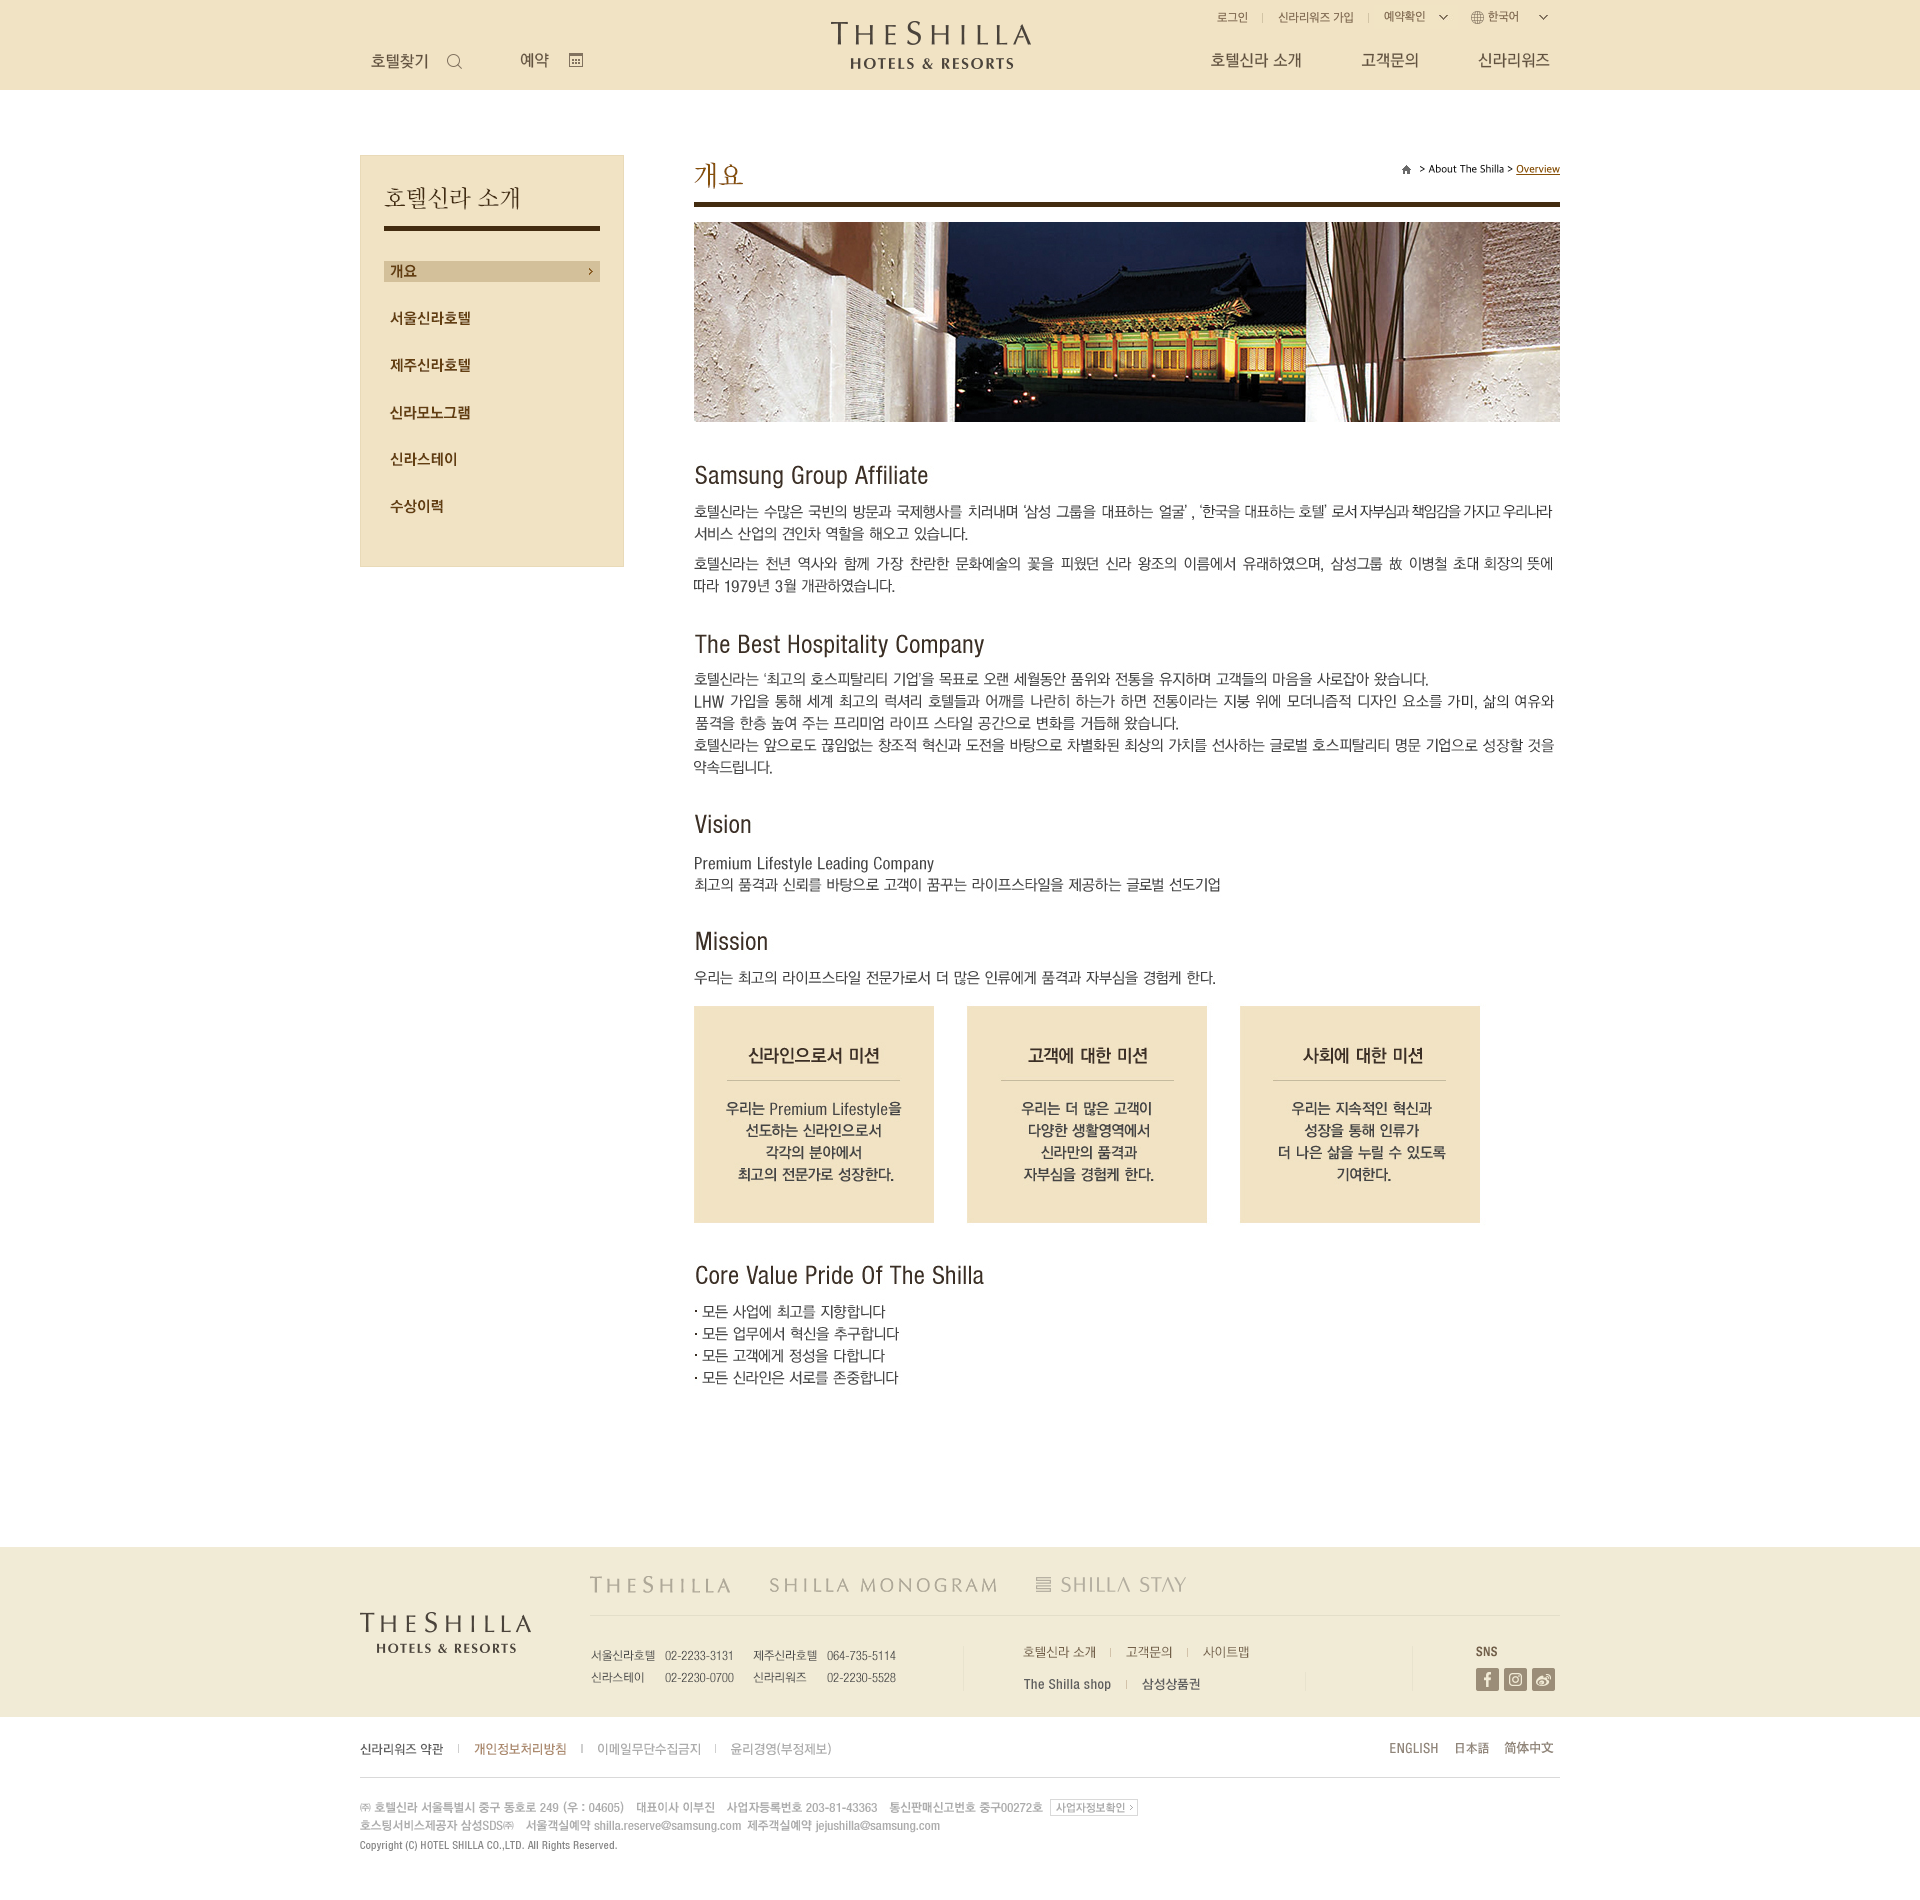 로그인
신라리워즈 가입
예약확인
한국어
THE SHILLA
HOTELS & RESORTS
호텔찾기
예약
호텔신라 소개
고객문의
신라리워즈
호텔신라 소개
개요
서울신라호텔
제주신라호텔
신라모노그램
신라스테이
수상이력
개요
> About The Shilla > Overview
Samsung Group Affiliate
호텔신라는 수많은 국빈의 방문과 국제행사를 치러내며 '삼성 그룹을 대표하는 얼굴' , '한국을 대표하는 호텔' 로서 자부심과 책임감을 가지고 우리나라
서비스 산업의 견인차 역할을 해오고 있습니다.
호텔신라는 천년 역사와 함께 가장 찬란한 문화예술의 꽃을 피웠던 신라 왕조의 이름에서 유래하였으며, 삼성그룹 故 이병철 초대 회장의 뜻에
따라 1979년 3월 개관하였습니다.
The Best Hospitality Company
호텔신라는 '최고의 호스피탈리티 기업'을 목표로 오랜 세월동안 품위와 전통을 유지하며 고객들의 마음을 사로잡아 왔습니다.
LHW 가입을 통해 세계 최고의 럭셔리 호텔들과 어깨를 나란히 하는가 하면 전통이라는 지붕 위에 모더니즘적 디자인 요소를 가미, 삶의 여유와
품격을 한층 높여 주는 프리미엄 라이프 스타일 공간으로 변화를 거듭해 왔습니다.
호텔신라는 앞으로도 끊임없는 창조적 혁신과 도전을 바탕으로 차별화된 최상의 가치를 선사하는 글로벌 호스피탈리티 명문 기업으로 성장할 것을
약속드립니다.
Vision
Premium Lifestyle Leading Company
최고의 품격과 신뢰를 바탕으로 고객이 꿈꾸는 라이프스타일을 제공하는 글로벌 선도기업
Mission
우리는 최고의 라이프스타일 전문가로서 더 많은 인류에게 품격과 자부심을 경험케 한다.
신라인으로서 미션
우리는 Premium Lifestyle을
선도하는 신라인으로서
각각의 분야에서
최고의 전문가로 성장한다.
고객에 대한 미션
우리는 더 많은 고객이
다양한 생활영역에서
신라만의 품격과
자부심을 경험케 한다.
사회에 대한 미션
우리는 지속적인 혁신과
성장을 통해 인류가
더 나은 삶을 누릴 수 있도록
기여한다.
Core Value Pride Of The Shilla
· 모든 사업에 최고를 지향합니다
· 모든 업무에서 혁신을 추구합니다
· 모든 고객에게 정성을 다합니다
· 모든 신라인은 서로를 존중합니다
THE SHILLA
HOTELS & RESORTS
THE SHILLA
SHILLA MONOGRAM
SHILLA STAY
서울신라호텔 02-2233-3131 제주신라호텔 064-735-5114
신라스테이 02-2230-0700 신라리워즈 02-2230-5528
호텔신라 소개
고객문의
사이트맵
The Shilla shop
삼성상품권
SNS
신라리워즈 약관
개인정보처리방침
이메일무단수집금지
윤리경영(부정제보)
ENGLISH
日本語
简体中文
㈜ 호텔신라 서울특별시 중구 동호로 249 (우 : 04605) 대표이사 이부진 사업자등록번호 203-81-43363 통신판매신고번호 중구00272호 사업자정보확인
호스팅서비스제공자 삼성SDS㈜ 서울객실예약 shilla.reserve@samsung.com 제주객실예약 jejushilla@samsung.com
Copyright (C) HOTEL SHILLA CO.,LTD. All Rights Reserved.